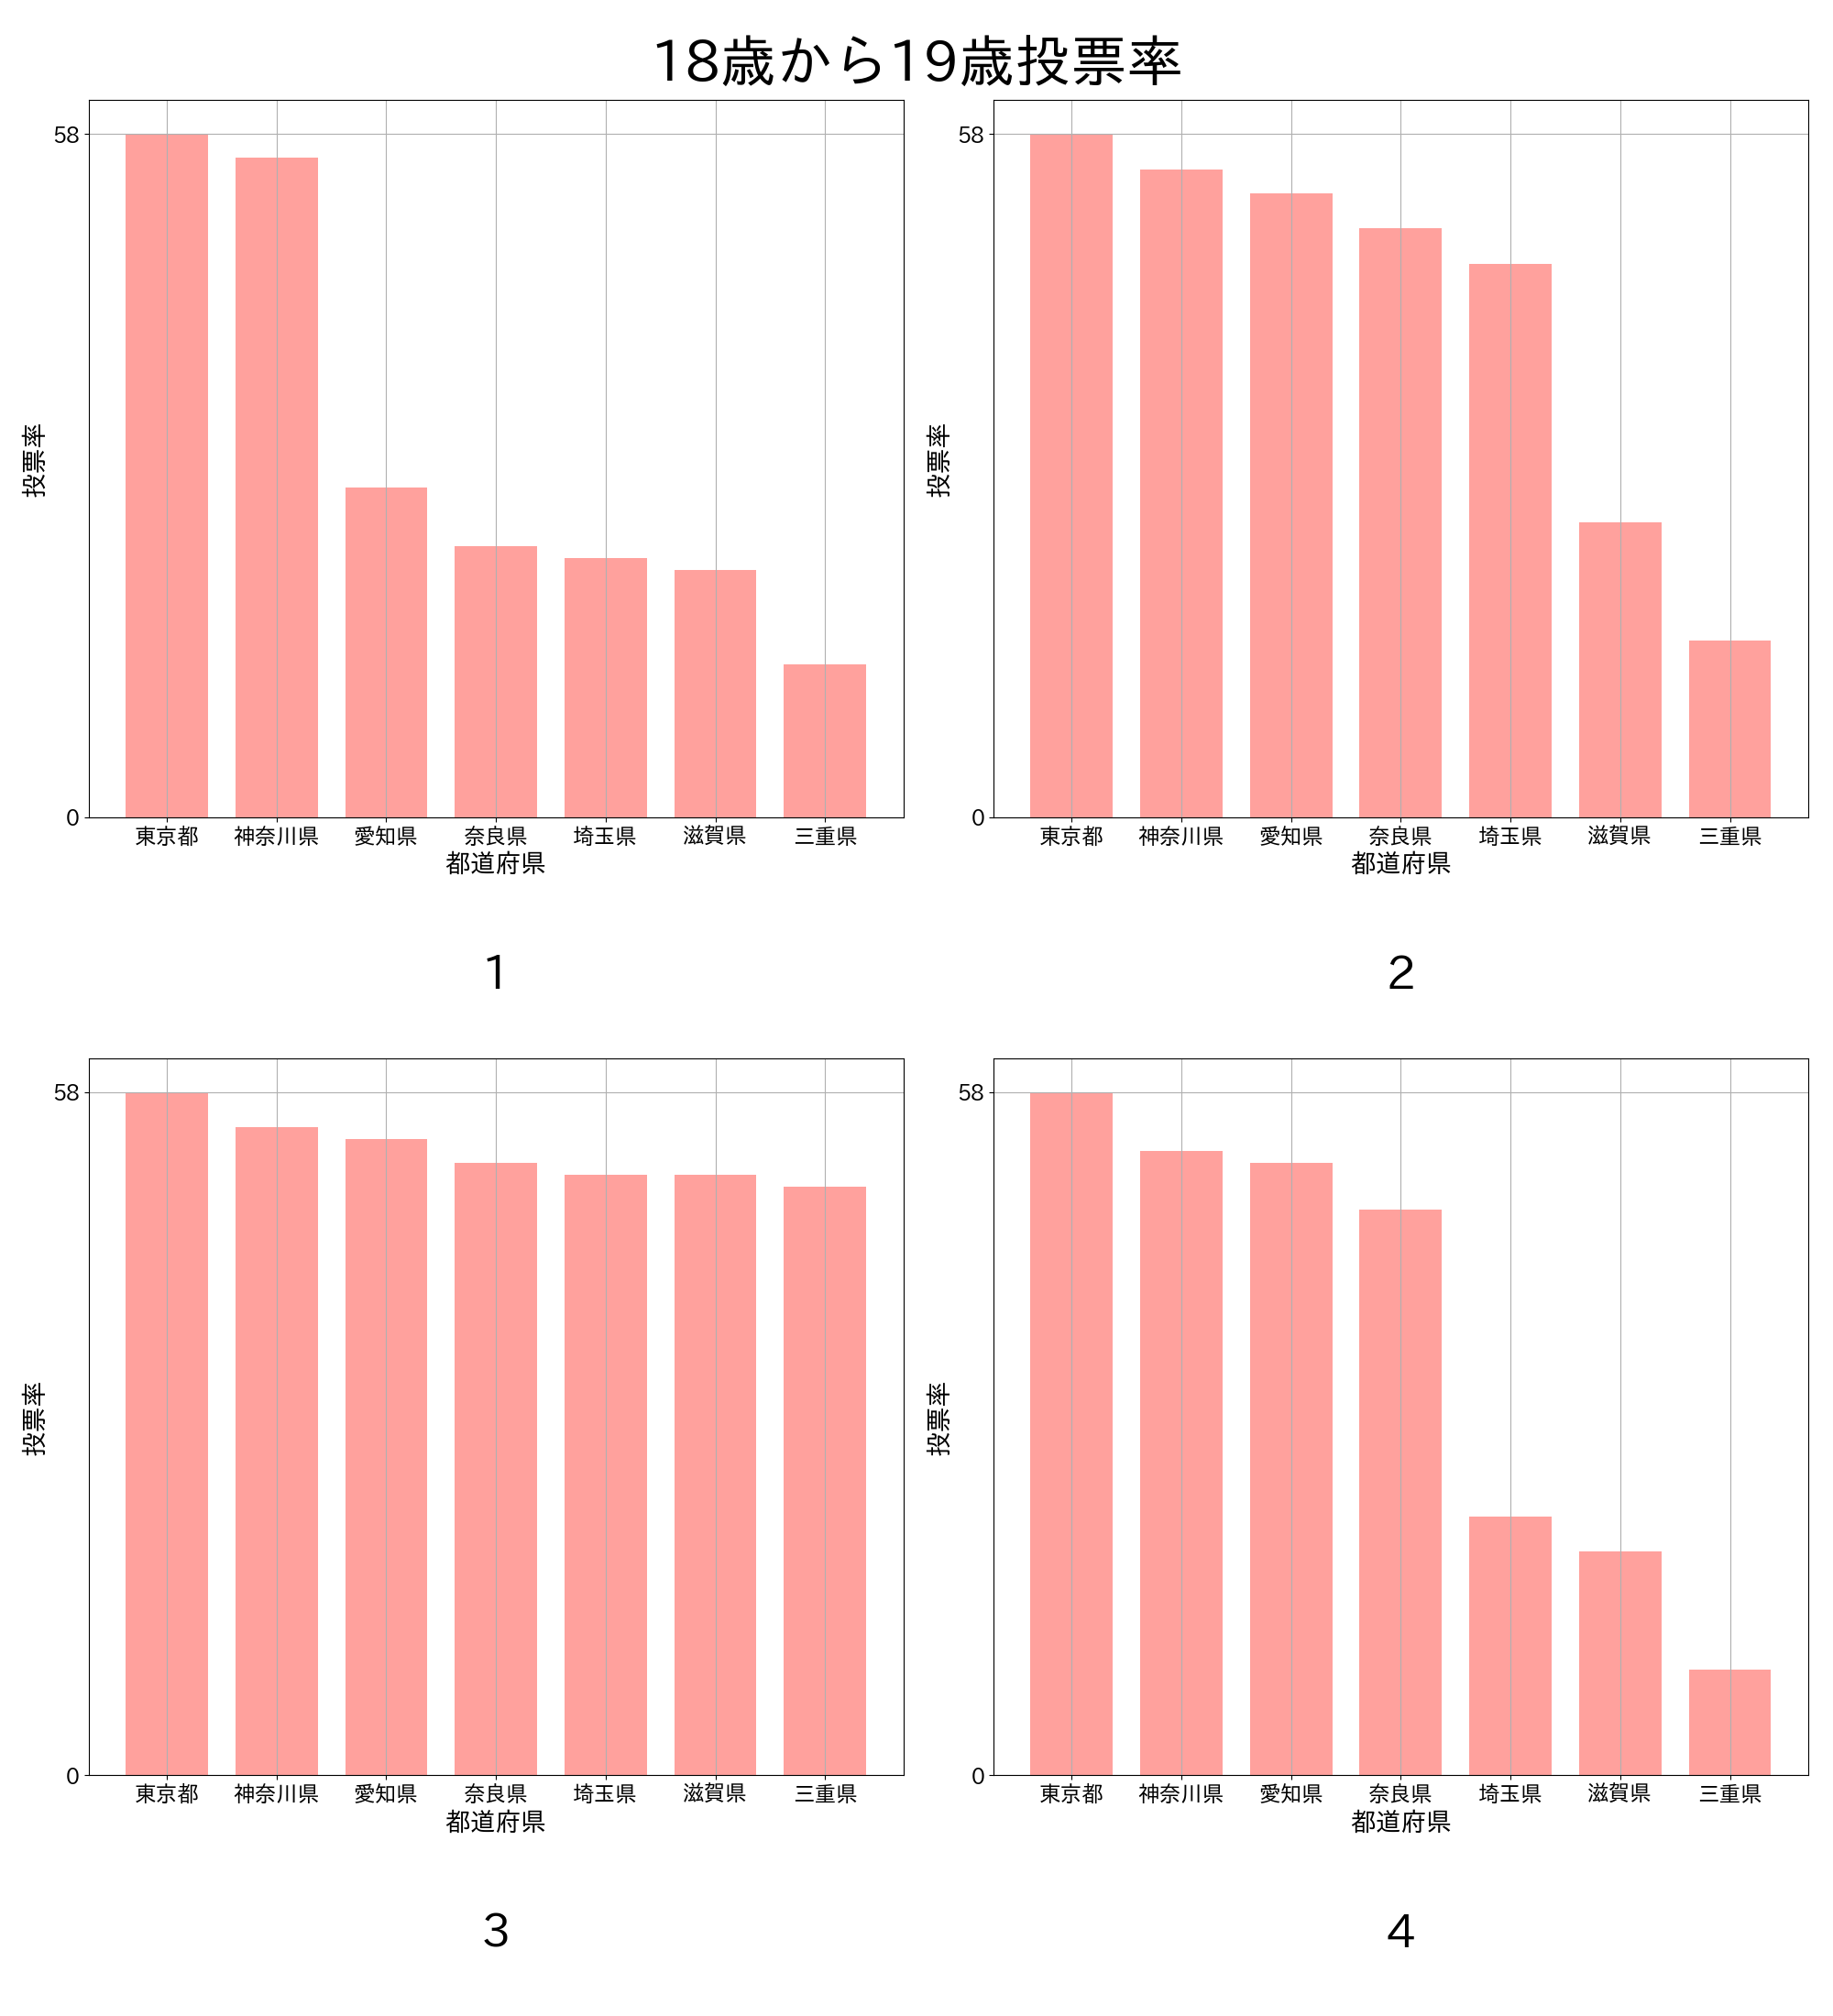 18歳から19歳投票率
58
0
投票率
東京都 神奈川県 愛知県 奈良県 埼玉県 滋賀県 三重県
都道府県
1
58
0
投票率
東京都 神奈川県 愛知県 奈良県 埼玉県 滋賀県 三重県
都道府県
2
58
0
投票率
東京都 神奈川県 愛知県 奈良県 埼玉県 滋賀県 三重県
都道府県
3
58
0
投票率
東京都 神奈川県 愛知県 奈良県 埼玉県 滋賀県 三重県
都道府県
4